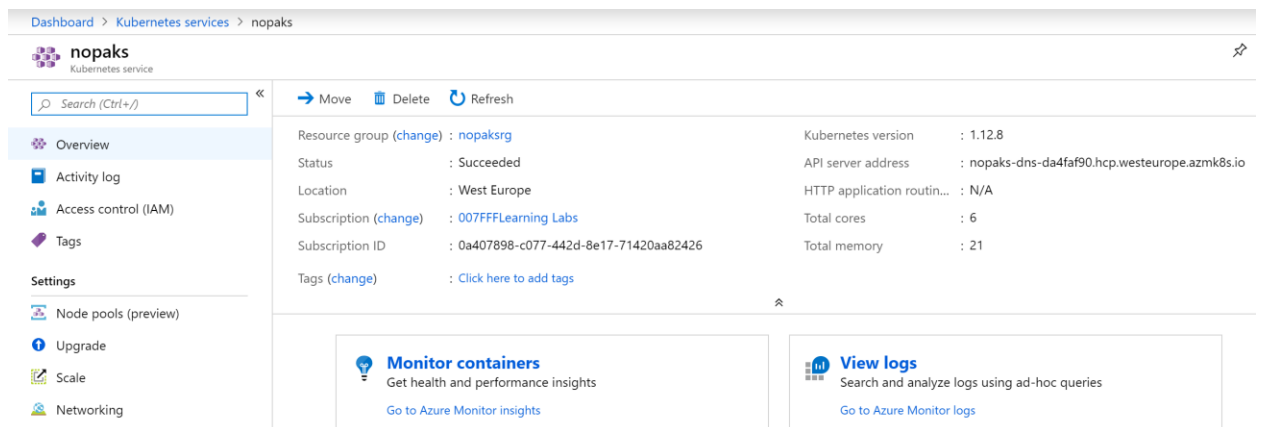 Dashboard > Kubernetes services > nopaks
nopaks
Kubernetes service
Search (Ctrl+/)
«
Overview
Activity log
Access control (IAM)
Tags
Settings
Node pools (preview)
Upgrade
Scale
Networking
Move Delete Refresh
Resource group (change) : nopaksrg
Status : Succeeded
Location : West Europe
Subscription (change) : 007FFFLearning Labs
Subscription ID : 0a407898-c077-442d-8e17-71420aa82426
Tags (change) : Click here to add tags
Kubernetes version : 1.12.8
API server address : nopaks-dns-da4faf90.hcp.westeurope.azmk8s.io
HTTP application routin... : N/A
Total cores : 6
Total memory : 21
Monitor containers
Get health and performance insights
Go to Azure Monitor insights
View logs
Search and analyze logs using ad-hoc queries
Go to Azure Monitor logs